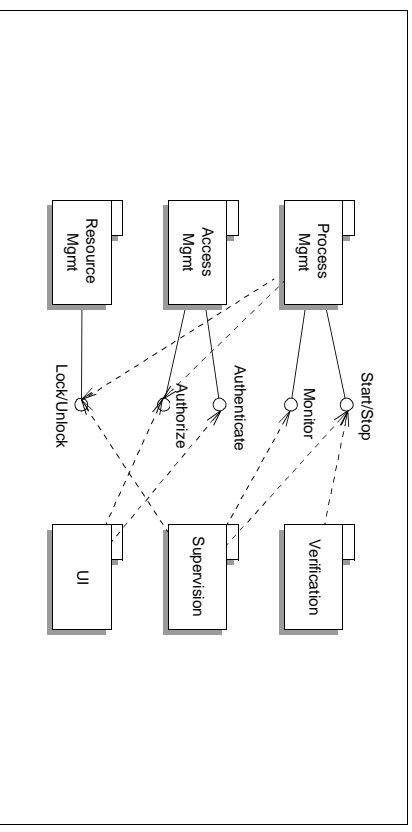 Process
Mgmt
Access
Mgmt
Resource
Mgmt
Start/Stop
Monitor
Authenticate
Authorize
Lock/Unlock
Verification
Supervision
UI